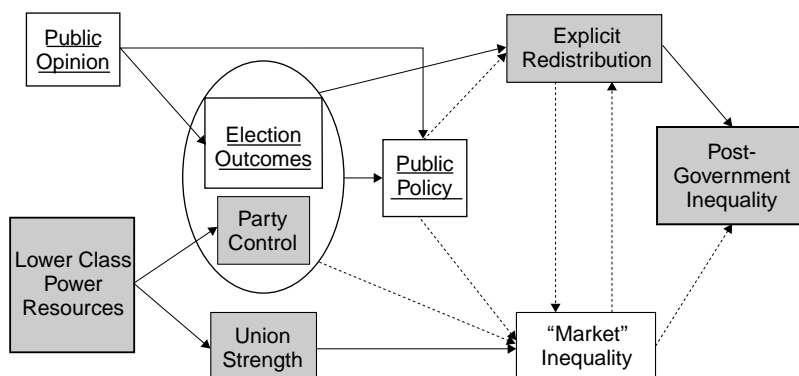 Public
Opinion
Explicit
Redistribution
Election
Outcomes
Public
Policy
Post-
Government
Inequality
Party
Control
Lower Class
Power
Resources
Union
Strength
“Market”
Inequality